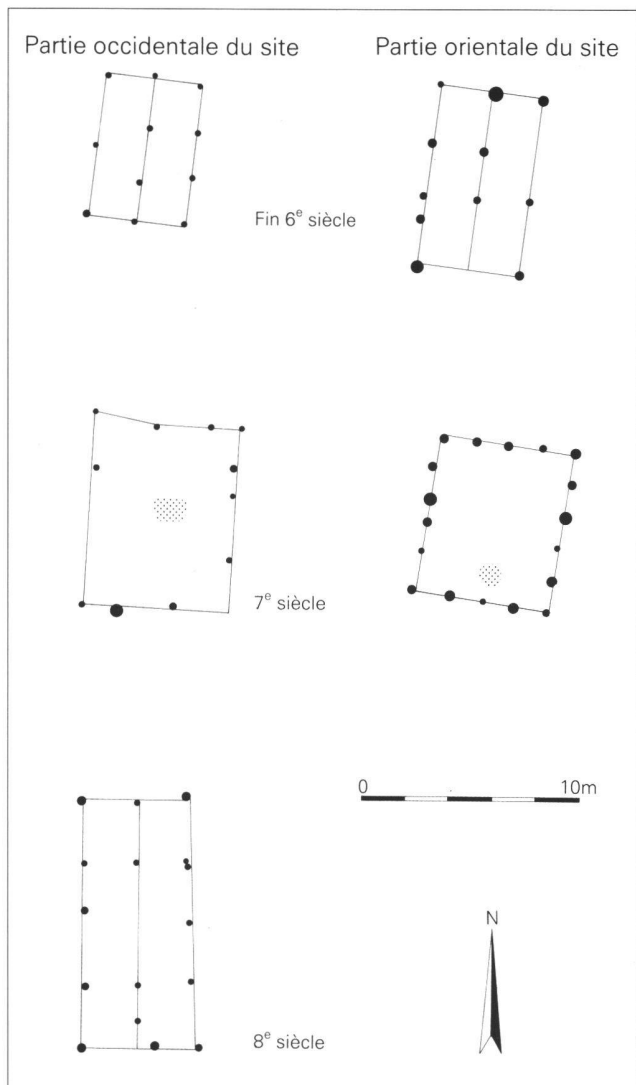 Partie occidentale du site
Partie orientale du site
Fin 6e siècle
7e siècle
0 10m
N
8e siècle